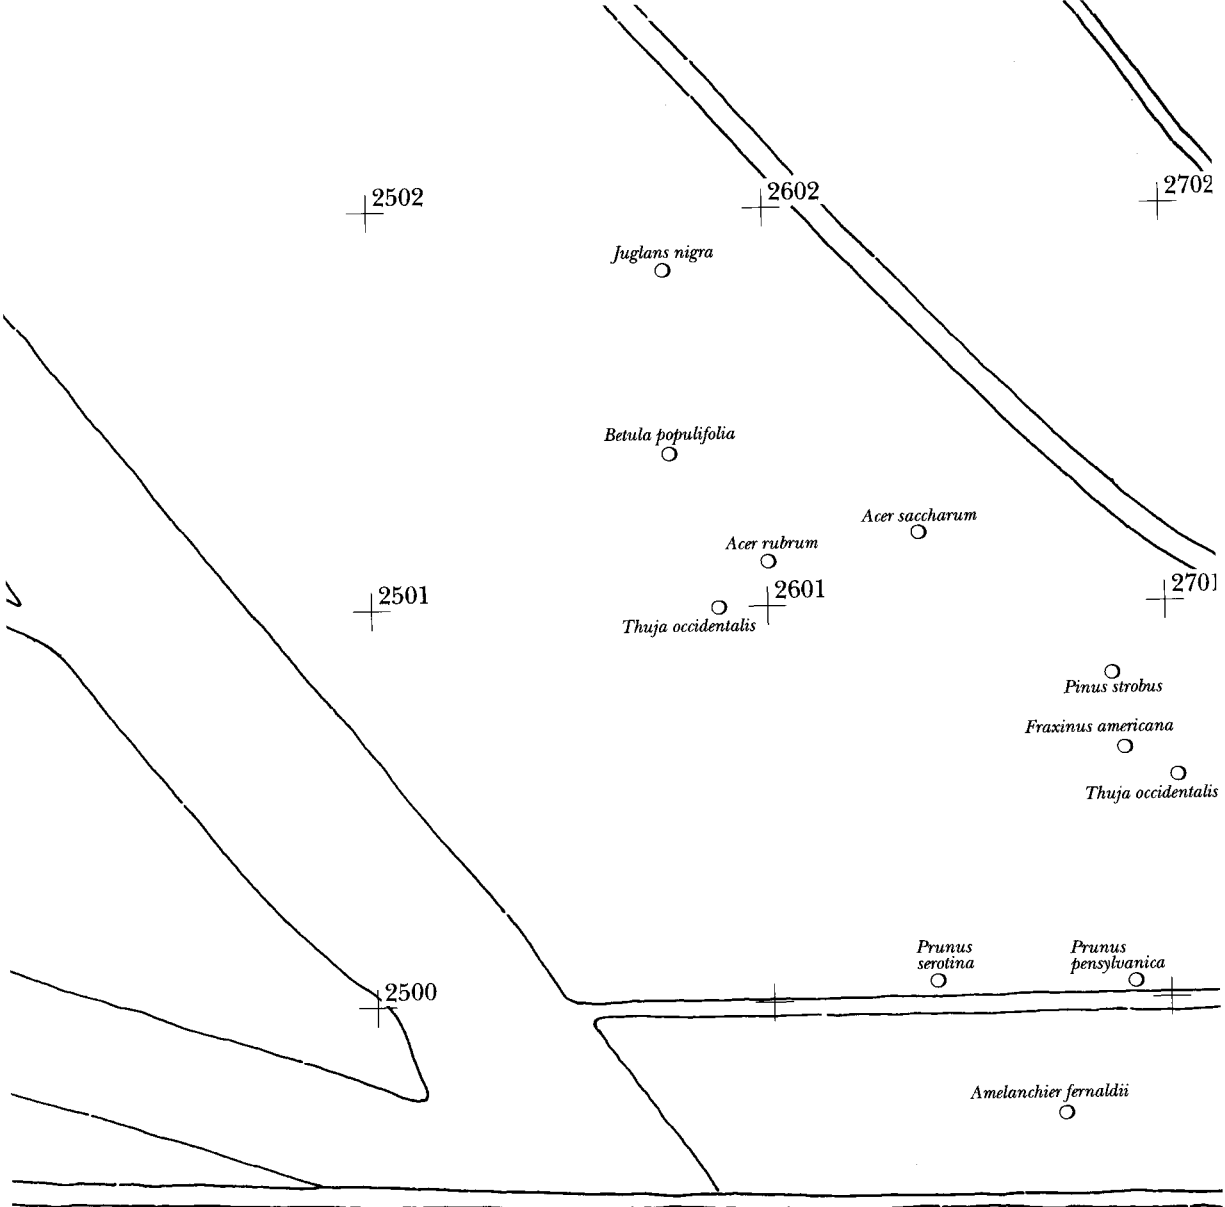 2502
2602
2702
Juglans nigra
Betula populifolia
Acer saccharum
Acer rubrum
2501
2601
2701
Thuja occidentalis
Pinus strobus
Fraxinus americana
Thuja occidentalis
Prunus
serotina
Prunus
pensylvanica
2500
Amelanchier fernaldii